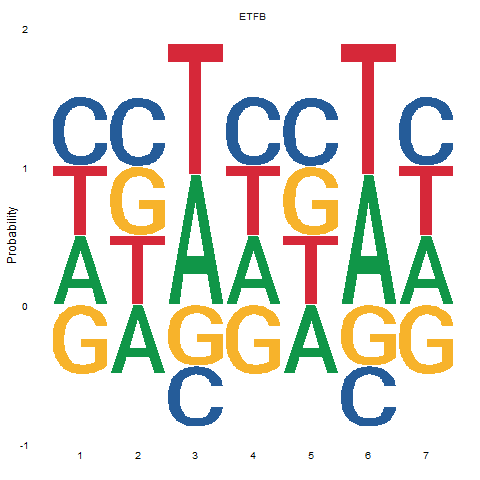 ETFB
2
1
0
-1
Probability
C C T C C T C
T G A T G A T
A T G A T G A
G A C G A C G
1 2 3 4 5 6 7